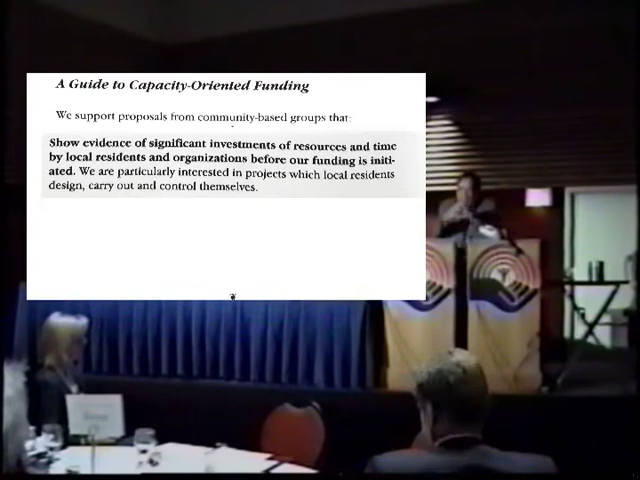 A Guide to Capacity-Oriented Funding
We support proposals from community-based groups that:
Show evidence of significant investments of resources and time
by local residents and organizations before our funding is initi-
ated. We are particularly interested in projects which local residents
design, carry out and control themselves.